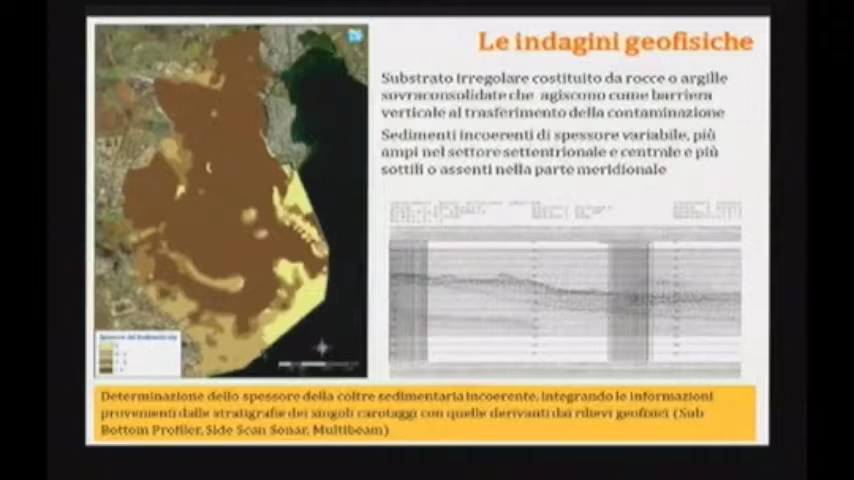 Le indagini geofisiche
Substrato irregolare costituito da rocce o argille
sovraconsolidate che agiscono come barriera
verticale al trasferimento della contaminazione
Sedimenti incoerenti di spessore variabile, più
ampi nel settore settentrionale e centrale e più
sottili o assenti nella parte meridionale
Determinazione dello spessore della coltre sedimentaria incoerente, integrando le informazioni
provenienti dalle stratigrafie dei singoli carotaggi con quelle derivanti dai rilievi geofisici (Sub
Bottom Profiler, Side Scan Sonar, Multibeam)